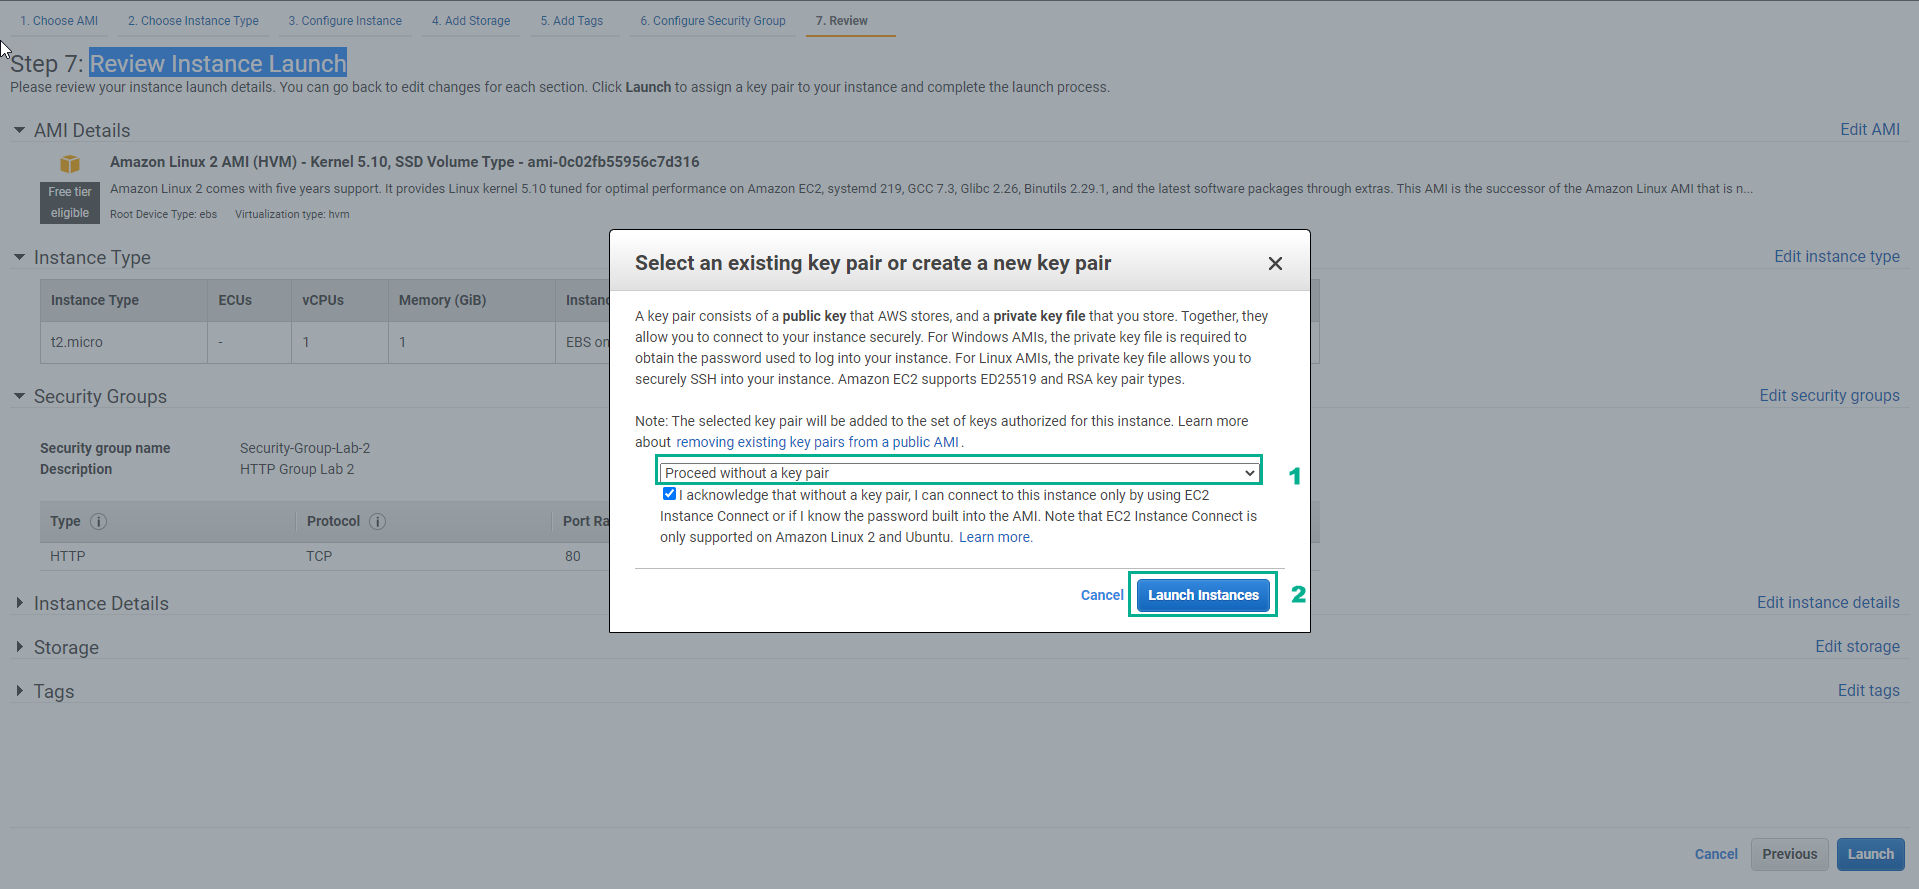 1. Choose AMI 2. Choose Instance Type 3. Configure Instance 4. Add Storage 5. Add Tags 6. Configure Security Group 7. Review
Step 7: Review Instance Launch
Please review your instance launch details. You can go back to edit changes for each section. Click Launch to assign a key pair to your instance and complete the launch process.
AMI Details Edit AMI
Amazon Linux 2 AMI (HVM) - Kernel 5.10, SSD Volume Type - ami-0c02fb55956c7d316
Free tier
eligible
Amazon Linux 2 comes with five years support. It provides Linux kernel 5.10 tuned for optimal performance on Amazon EC2, systemd 219, GCC 7.3, Glibc 2.26, Binutils 2.29.1, and the latest software packages through extras. This AMI is the successor of the Amazon Linux AMI that is n...
Root Device Type: ebs Virtualization type: hvm
Instance Type Edit instance type
Instance Type ECUs vCPUs Memory (GiB) Instanc
t2.micro - 1 1 EBS on
Security Groups Edit security groups
Security group name Security-Group-Lab-2
Description HTTP Group Lab 2
Type i Protocol i Port Ra
HTTP TCP 80
Instance Details Edit instance details
Storage Edit storage
Tags Edit tags
Select an existing key pair or create a new key pair
A key pair consists of a public key that AWS stores, and a private key file that you store. Together, they
allow you to connect to your instance securely. For Windows AMIs, the private key file is required to
obtain the password used to log into your instance. For Linux AMIs, the private key file allows you to
securely SSH into your instance. Amazon EC2 supports ED25519 and RSA key pair types.
Note: The selected key pair will be added to the set of keys authorized for this instance. Learn more
about removing existing key pairs from a public AMI.
Proceed without a key pair 1
I acknowledge that without a key pair, I can connect to this instance only by using EC2
Instance Connect or if I know the password built into the AMI. Note that EC2 Instance Connect is
only supported on Amazon Linux 2 and Ubuntu. Learn more.
Cancel Launch Instances 2
Cancel Previous Launch